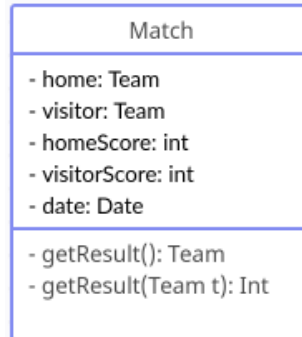 Match
- home: Team
- visitor: Team
- homeScore: int
- visitorScore: int
- date: Date
- getResult(): Team
- getResult(Team t): Int